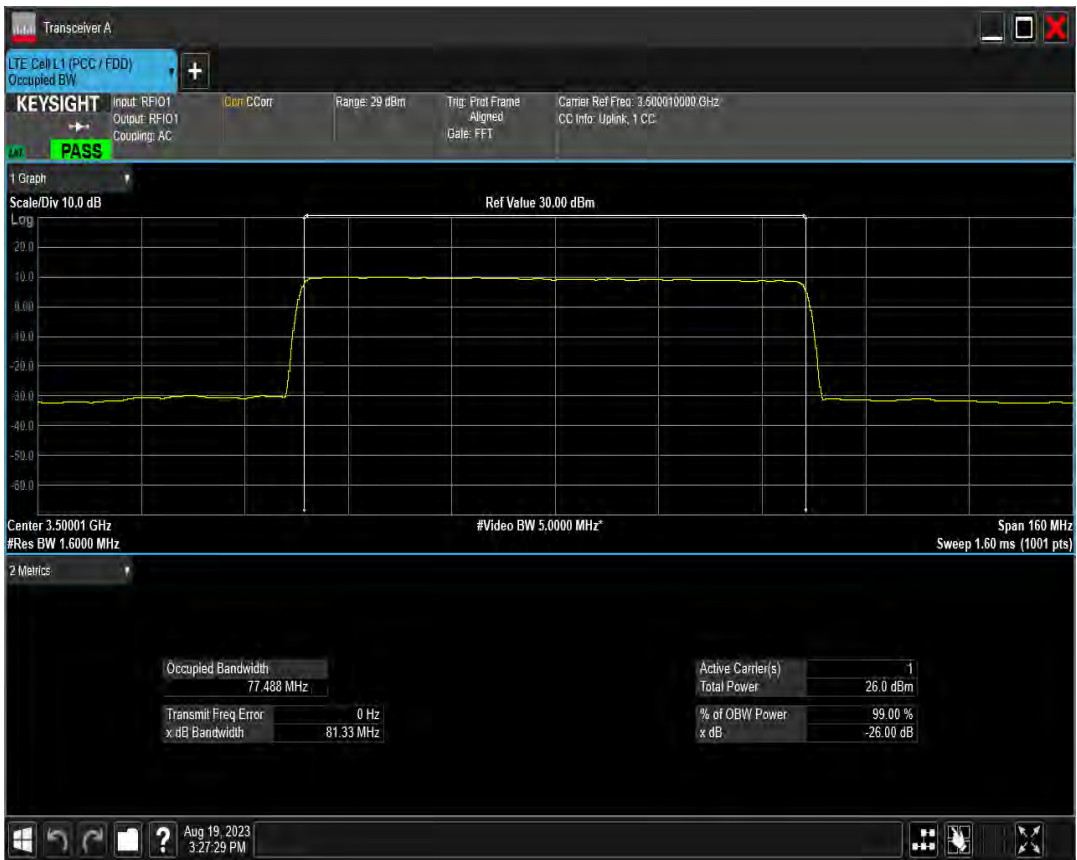 Transceiver A
LTE Cell L1 (PCC / FDD)
Occupied BW
+
KEYSIGHT
PASS
Input: RFIO1
Output: RFIO1
Coupling: AC
Corr CCorr
Range: 29 dBm
Trig: Prot Frame
Aligned
Gate: FFT
Carrier Ref Freq: 3.500010000 GHz
CC Info: Uplink, 1 CC
1 Graph
Scale/Div 10.0 dB
Ref Value 30.00 dBm
Log
20.0
10.0
0.00
-10.0
-20.0
-30.0
-40.0
-50.0
-60.0
Center 3.50001 GHz
#Video BW 5.0000 MHz*
Span 160 MHz
#Res BW 1.6000 MHz
Sweep 1.60 ms (1001 pts)
2 Metrics
Occupied Bandwidth
77.488 MHz
Transmit Freq Error 0 Hz
x dB Bandwidth 81.33 MHz
Active Carrier(s) 1
Total Power 26.0 dBm
% of OBW Power 99.00 %
x dB -26.00 dB
?
Aug 19, 2023
3:27:29 PM